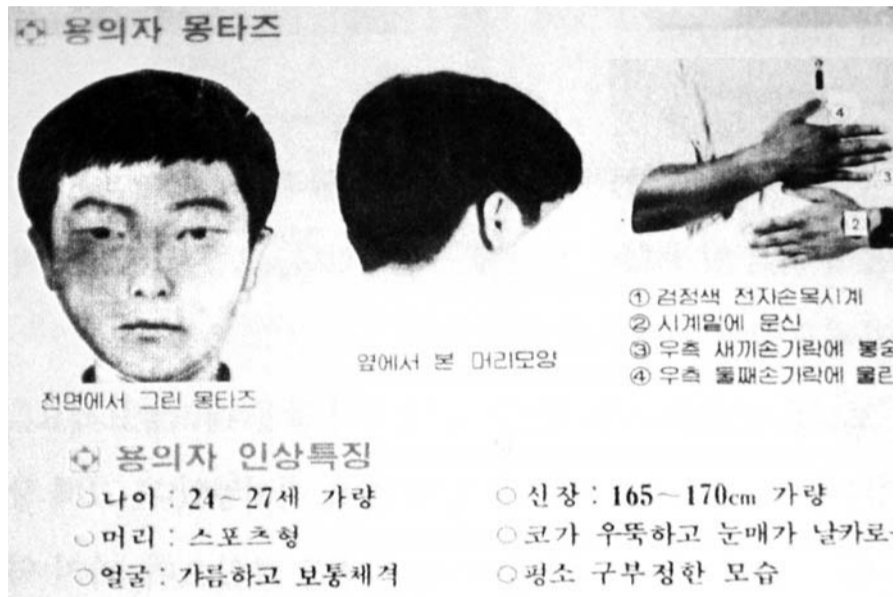 용의자 몽타즈
④
3
2
① 검정색 전자손목시계
② 시계밑에 문신
③ 우측 새끼손가락에
④ 우측 둘째손가락에
옆에서 본 머리모양
전면에서 그린 몽타즈
용의자 인상특징
○나이 : 24~27세 가량
○신장 : 165~170cm 가량
○머리 : 스포츠형
○코가 우뚝하고 눈매가
○얼굴 : 갸름하고 보통체격
○평소 구부정한 모습